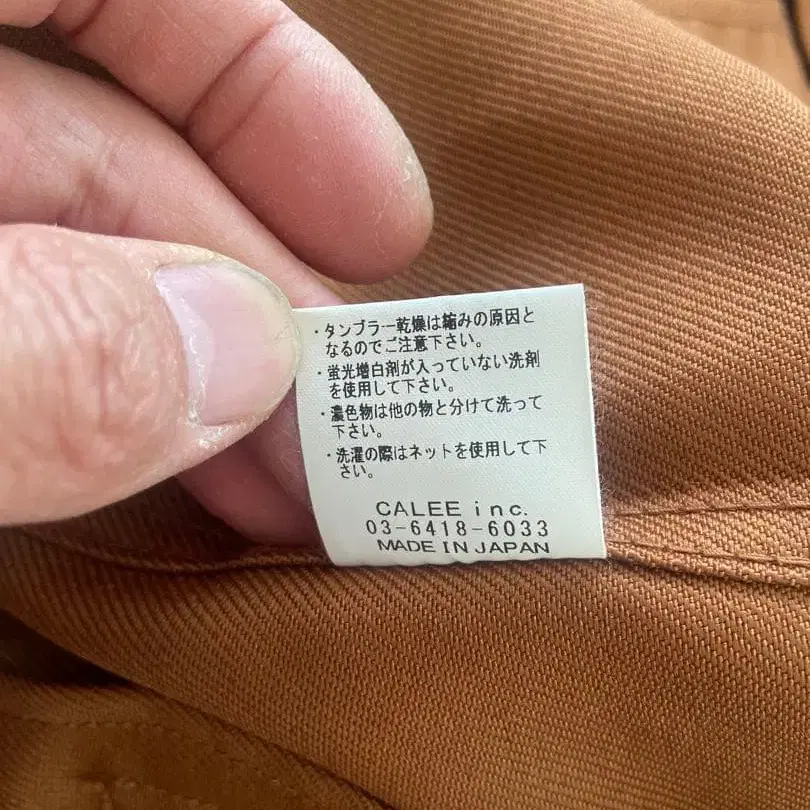 ・タンブラー乾燥は縮みの原因と
なるのでご注意下さい。
・蛍光増白剤が入っていない洗剤
を使用して下さい。
・濃色物は他の物と分けて洗って
下さい。
・洗濯の際はネットを使用して下
さい。
CALEE inc.
03-6418-6033
MADE IN JAPAN